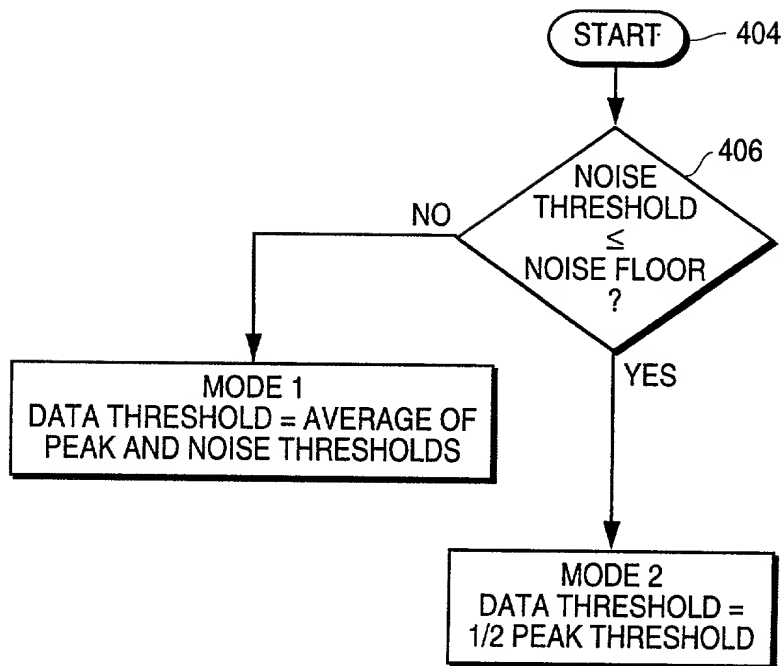 START
404
406
NOISE
THRESHOLD
≤
NOISE FLOOR
?
NO
YES
MODE 1
DATA THRESHOLD = AVERAGE OF
PEAK AND NOISE THRESHOLDS
MODE 2
DATA THRESHOLD =
1/2 PEAK THRESHOLD